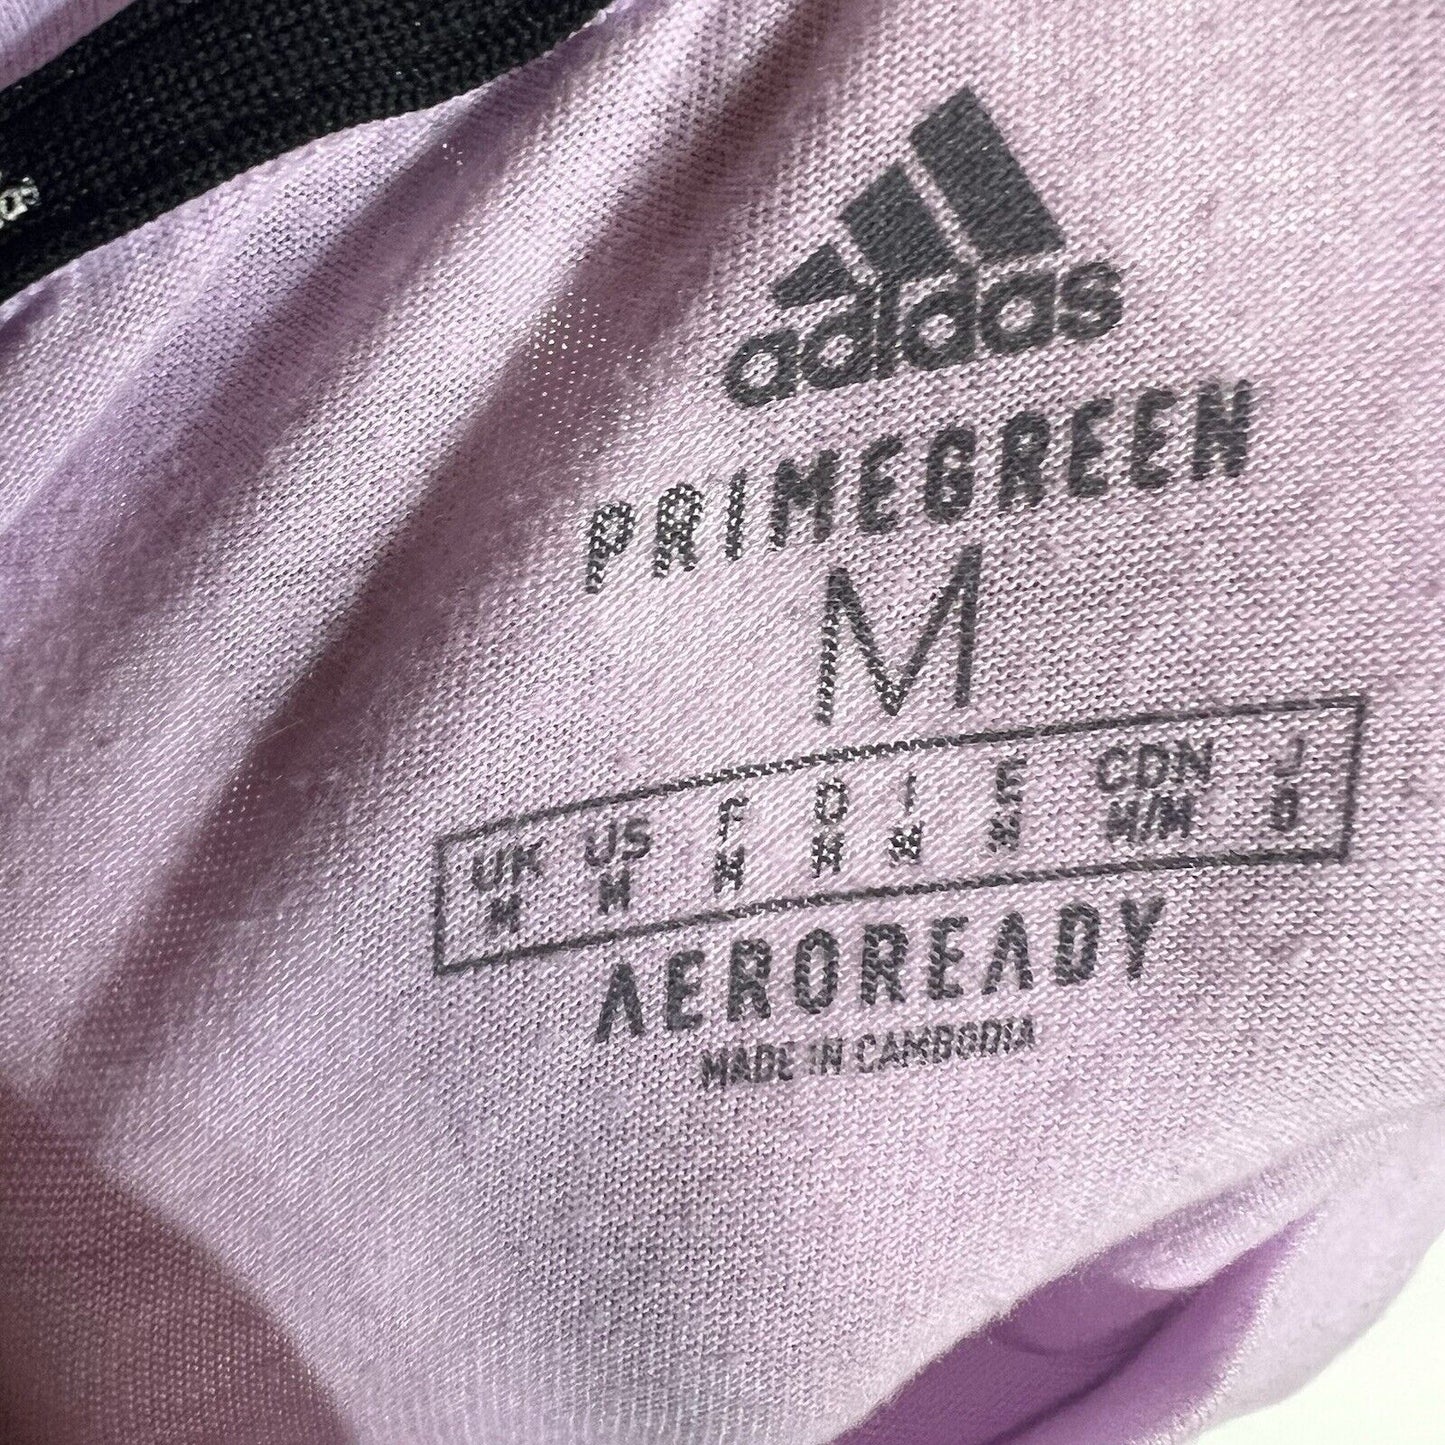 adidas
PRIMEGREEN
M
UK US F D I E CDN J
M M M M M M M/M O
AEROREADY
MADE IN CAMBODIA